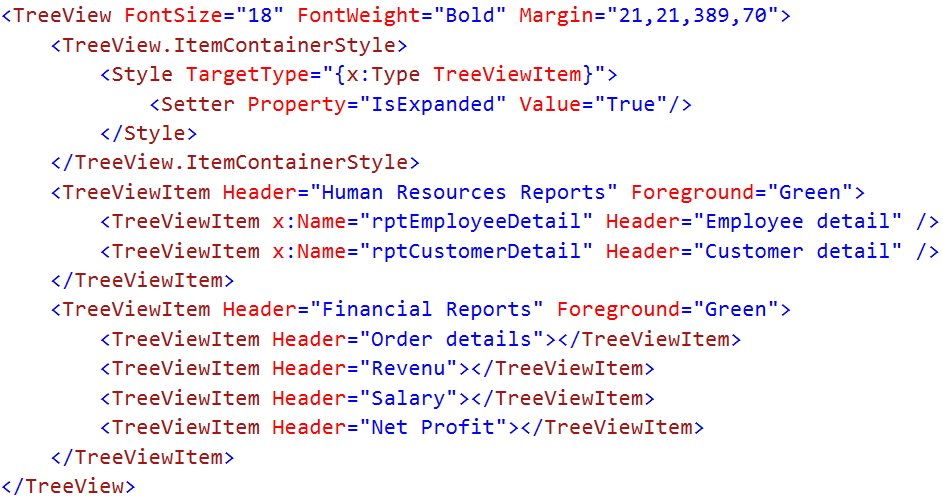 <TreeView FontSize="18" FontWeight="Bold" Margin="21,21,389,70">
    <TreeView.ItemContainerStyle>
        <Style TargetType="{x:Type TreeViewItem}">
            <Setter Property="IsExpanded" Value="True"/>
        </Style>
    </TreeView.ItemContainerStyle>
    <TreeViewItem Header="Human Resources Reports" Foreground="Green">
        <TreeViewItem x:Name="rptEmployeeDetail" Header="Employee detail" />
        <TreeViewItem x:Name="rptCustomerDetail" Header="Customer detail" />
    </TreeViewItem>
    <TreeViewItem Header="Financial Reports" Foreground="Green">
        <TreeViewItem Header="Order details"></TreeViewItem>
        <TreeViewItem Header="Revenu"></TreeViewItem>
        <TreeViewItem Header="Salary"></TreeViewItem>
        <TreeViewItem Header="Net Profit"></TreeViewItem>
    </TreeViewItem>
</TreeView>